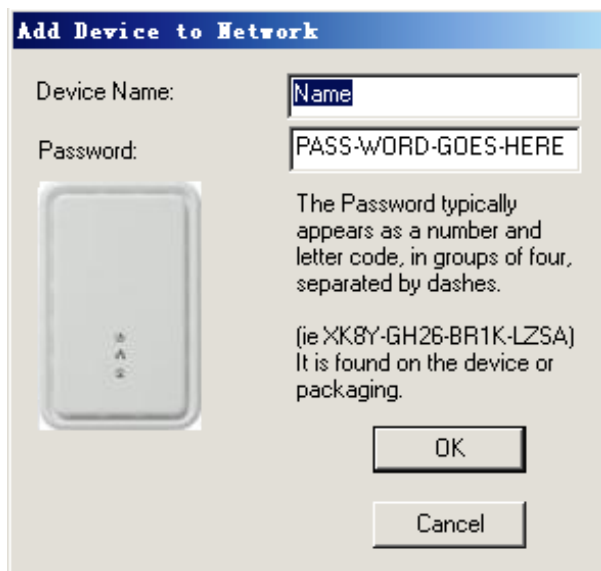 Add Device to Network
Device Name:
Name
Password:
PASS-WORD-GOES-HERE
The Password typically
appears as a number and
letter code, in groups of four,
separated by dashes.
(ie XK8Y-GH26-BR1K-LZSA)
It is found on the device or
packaging.
OK
Cancel